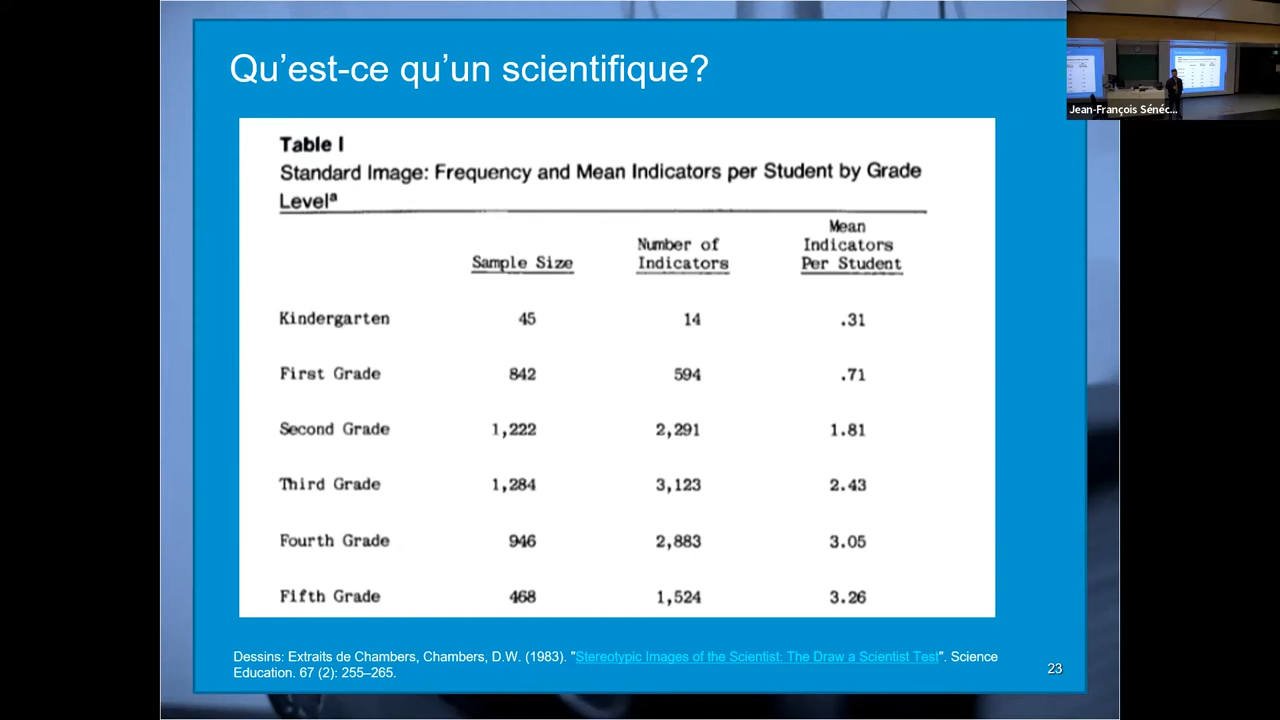 Qu'est-ce qu'un scientifique?
Jean-François Sénéc...
Table I
Standard Image: Frequency and Mean Indicators per Student by Grade
Levelª
Sample Size
Number of
Indicators
Mean
Indicators
Per Student
Kindergarten 45 14 .31
First Grade 842 594 .71
Second Grade 1,222 2,291 1.81
Third Grade 1,284 3,123 2.43
Fourth Grade 946 2,883 3.05
Fifth Grade 468 1,524 3.26
Dessins: Extraits de Chambers, Chambers, D.W. (1983). "Stereotypic Images of the Scientist: The Draw a Scientist Test". Science
Education. 67 (2): 255–265.
23